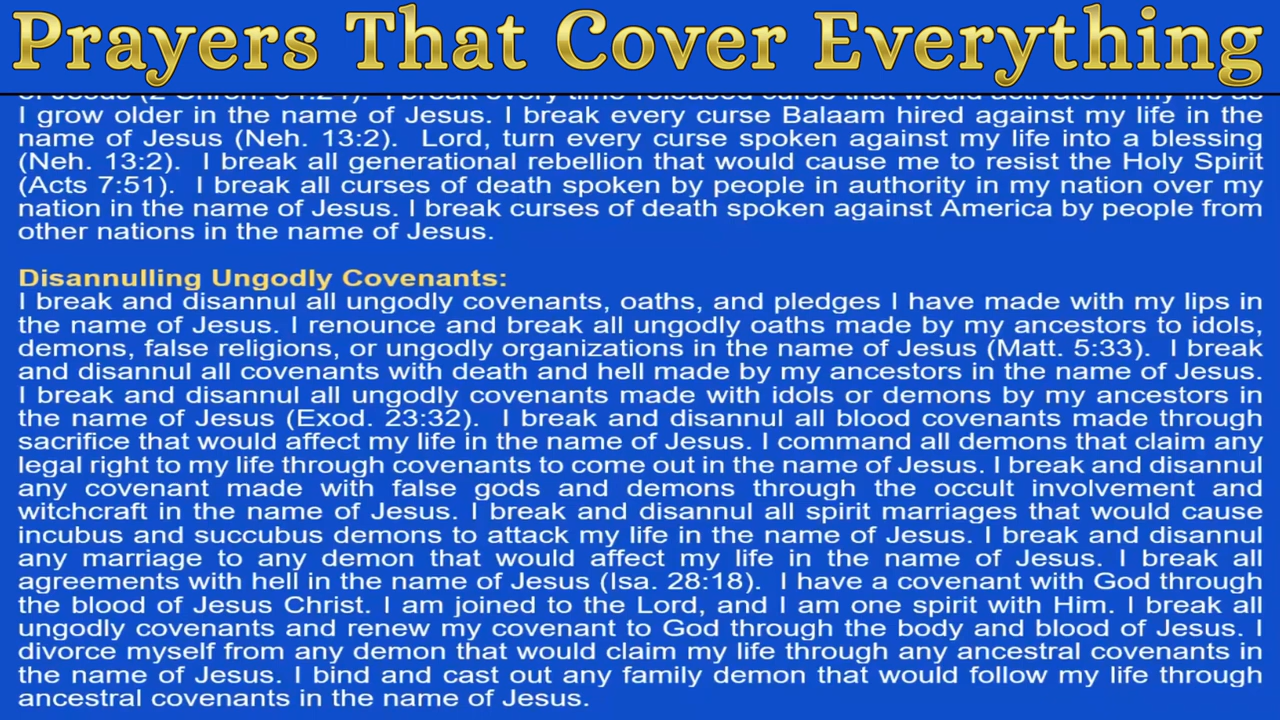 Prayers That Cover Everything
of Jesus (2 Chron. 34:24). I break every time-released curse that would activate in my life as
I grow older in the name of Jesus. I break every curse Balaam hired against my life in the
name of Jesus (Neh. 13:2). Lord, turn every curse spoken against my life into a blessing
(Neh. 13:2). I break all generational rebellion that would cause me to resist the Holy Spirit
(Acts 7:51). I break all curses of death spoken by people in authority in my nation over my
nation in the name of Jesus. I break curses of death spoken against America by people from
other nations in the name of Jesus.
Disannulling Ungodly Covenants:
I break and disannul all ungodly covenants, oaths, and pledges I have made with my lips in
the name of Jesus. I renounce and break all ungodly oaths made by my ancestors to idols,
demons, false religions, or ungodly organizations in the name of Jesus (Matt. 5:33). I break
and disannul all covenants with death and hell made by my ancestors in the name of Jesus.
I break and disannul all ungodly covenants made with idols or demons by my ancestors in
the name of Jesus (Exod. 23:32). I break and disannul all blood covenants made through
sacrifice that would affect my life in the name of Jesus. I command all demons that claim any
legal right to my life through covenants to come out in the name of Jesus. I break and disannul
any covenant made with false gods and demons through the occult involvement and
witchcraft in the name of Jesus. I break and disannul all spirit marriages that would cause
incubus and succubus demons to attack my life in the name of Jesus. I break and disannul
any marriage to any demon that would affect my life in the name of Jesus. I break all
agreements with hell in the name of Jesus (Isa. 28:18). I have a covenant with God through
the blood of Jesus Christ. I am joined to the Lord, and I am one spirit with Him. I break all
ungodly covenants and renew my covenant to God through the body and blood of Jesus. I
divorce myself from any demon that would claim my life through any ancestral covenants in
the name of Jesus. I bind and cast out any family demon that would follow my life through
ancestral covenants in the name of Jesus.